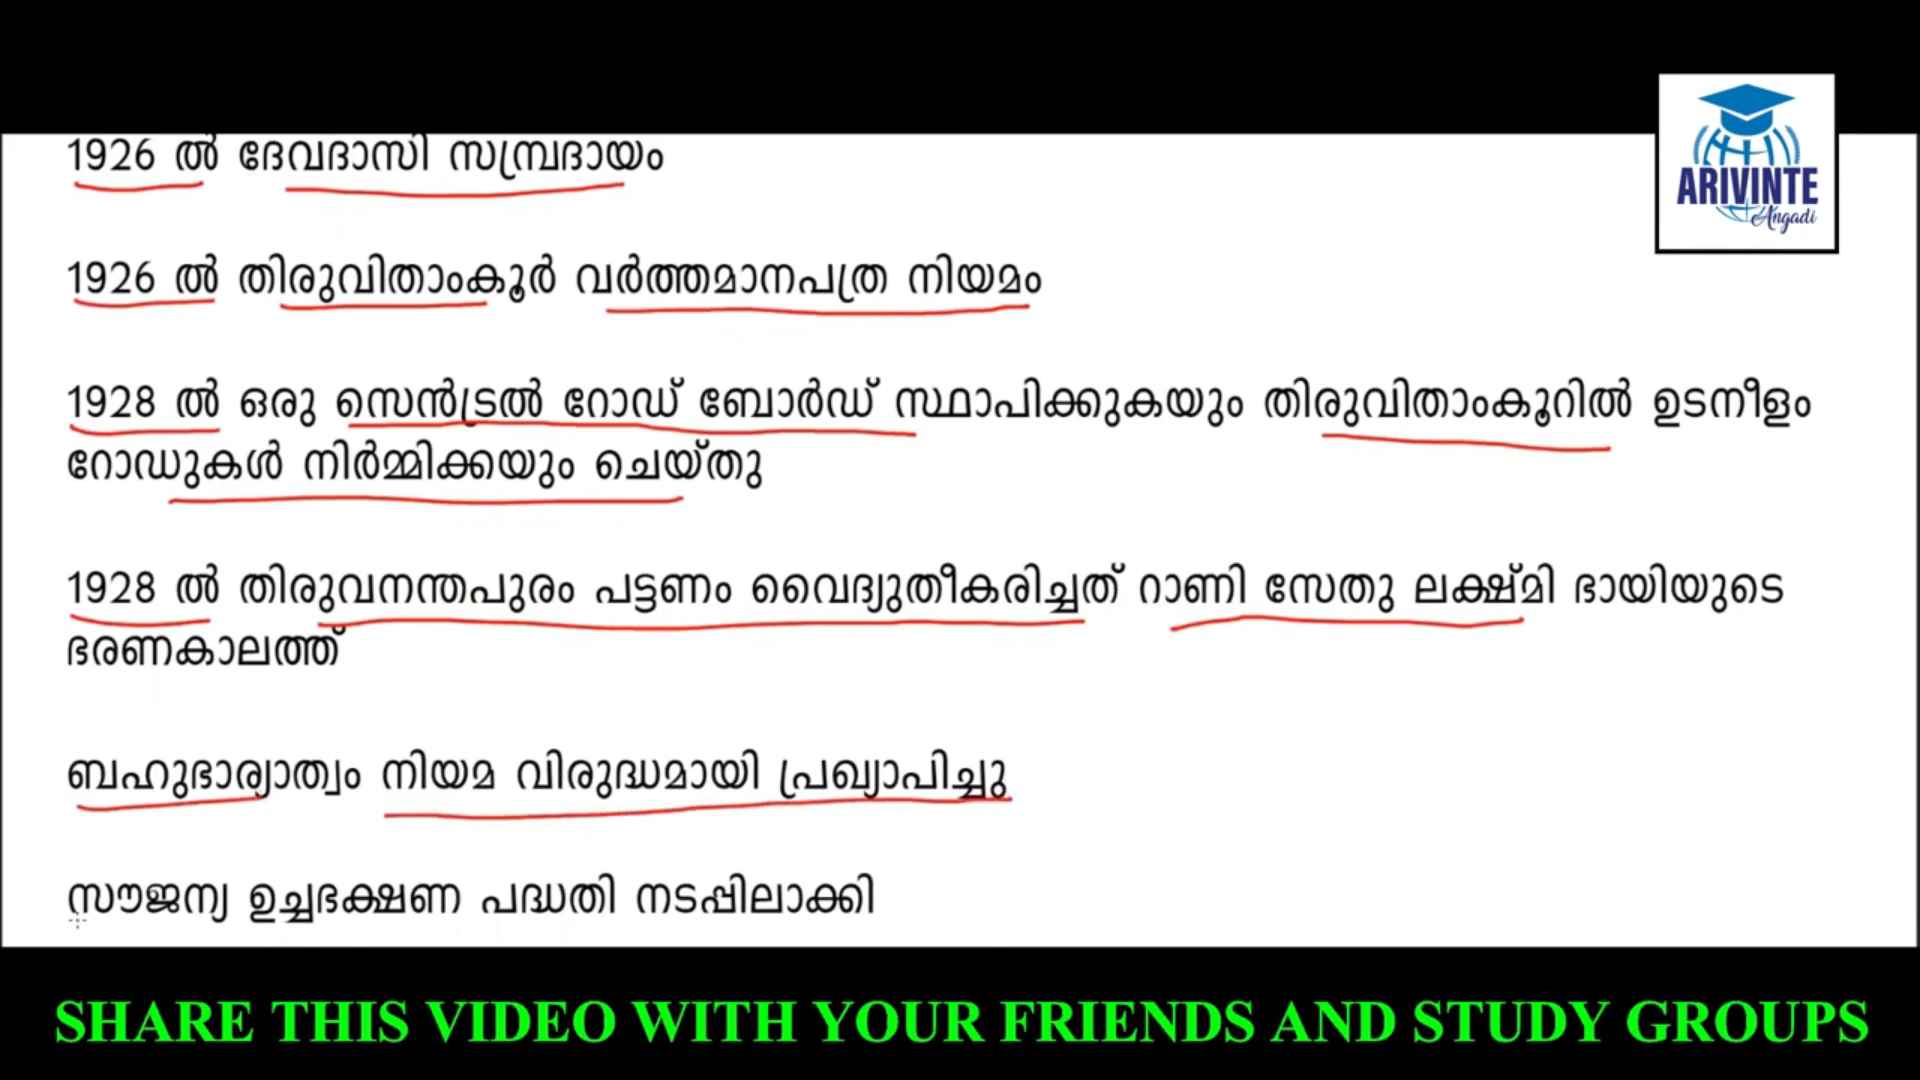 ARIVINTE
Angadi
1926 ൽ ദേവദാസി സമ്പ്രദായം
1926 ൽ തിരുവിതാംകൂർ വർത്തമാനപത്ര നിയമം
1928 ൽ ഒരു സെൻട്രൽ റോഡ് ബോർഡ് സ്ഥാപിക്കുകയും തിരുവിതാംകൂറിൽ ഉടനീളം
റോഡുകൾ നിർമ്മിക്കയും ചെയ്തു
1928 ൽ തിരുവനന്തപുരം പട്ടണം വൈദ്യുതീകരിച്ചത് റാണി സേതു ലക്ഷ്മി ഭായിയുടെ
ഭരണകാലത്ത്
ബഹുഭാര്യാത്വം നിയമ വിരുദ്ധമായി പ്രഖ്യാപിച്ചു
സൗജന്യ ഉച്ചഭക്ഷണ പദ്ധതി നടപ്പിലാക്കി
SHARE THIS VIDEO WITH YOUR FRIENDS AND STUDY GROUPS